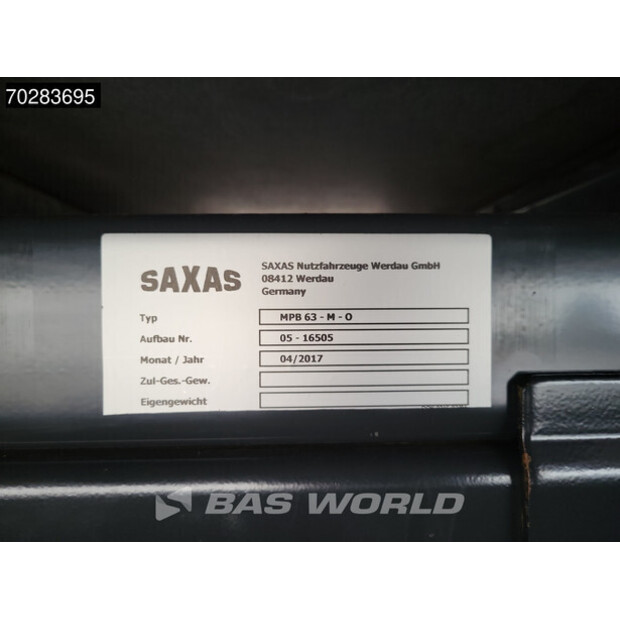 70283695
SAXAS
SAXAS Nutzfahrzeuge Werdau GmbH
08412 Werdau
Germany
Typ MPB 63 - M - O
Aufbau Nr. 05 - 16505
Monat / Jahr 04/2017
Zul-Ges.-Gew.
Eigengewicht
BAS WORLD